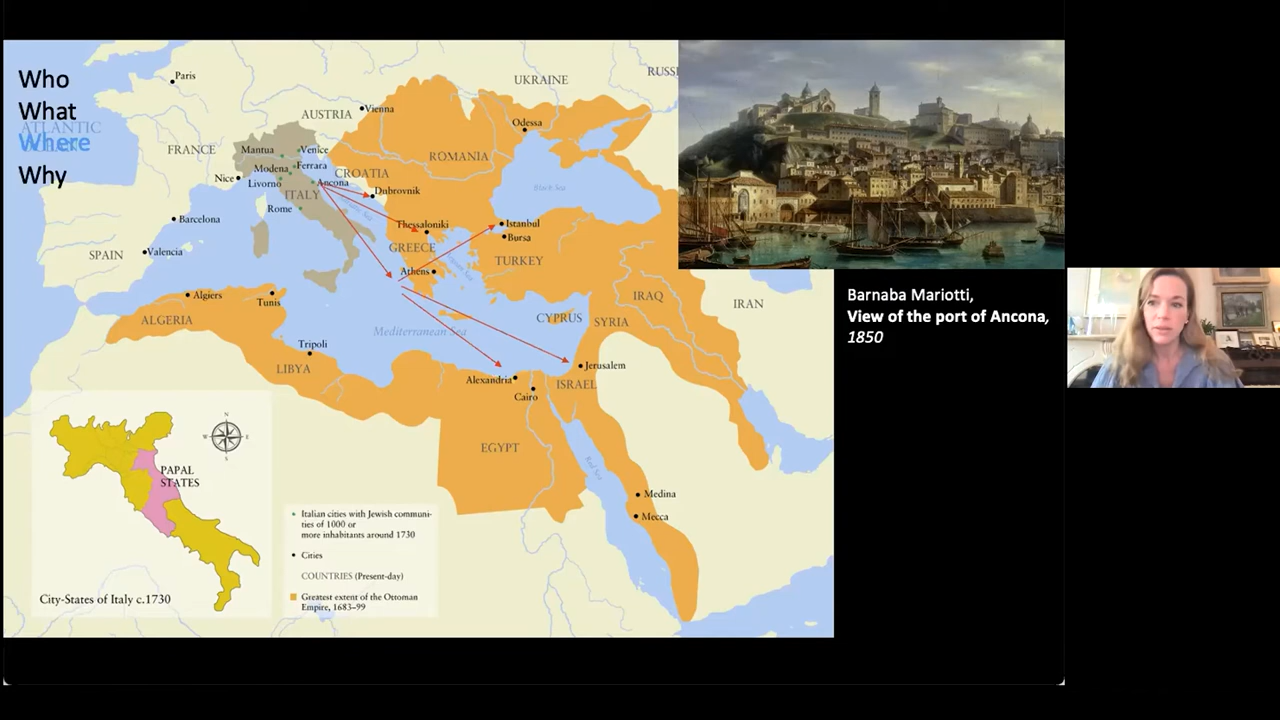 Who
What
Where
Why
ATLANTIC
Paris
UKRAINE
RUSS
AUSTRIA
Vienna
Odessa
FRANCE
Mantua
Venice
ROMANIA
Modena
Ferrara
CROATIA
Nice
Livorno
Ancona
ITALY
Dubrovnik
Black Sea
Rome
Barcelona
Thessaloniki
Istanbul
Bursa
SPAIN
Valencia
GREECE
TURKEY
Athens
Algiers
Tunis
IRAQ
IRAN
ALGERIA
Mediterranean Sea
CYPRUS
SYRIA
Tripoli
LIBYA
Jerusalem
Alexandria
ISRAEL
Cairo
EGYPT
Red Sea
Medina
Mecca
N
W
E
S
PAPAL
STATES
City-States of Italy c.1730
Italian cities with Jewish communi-
ties of 1000 or
more inhabitants around 1730
Cities
COUNTRIES (Present-day)
Greatest extent of the Ottoman
Empire, 1683–99
Barnaba Mariotti,
View of the port of Ancona,
1850